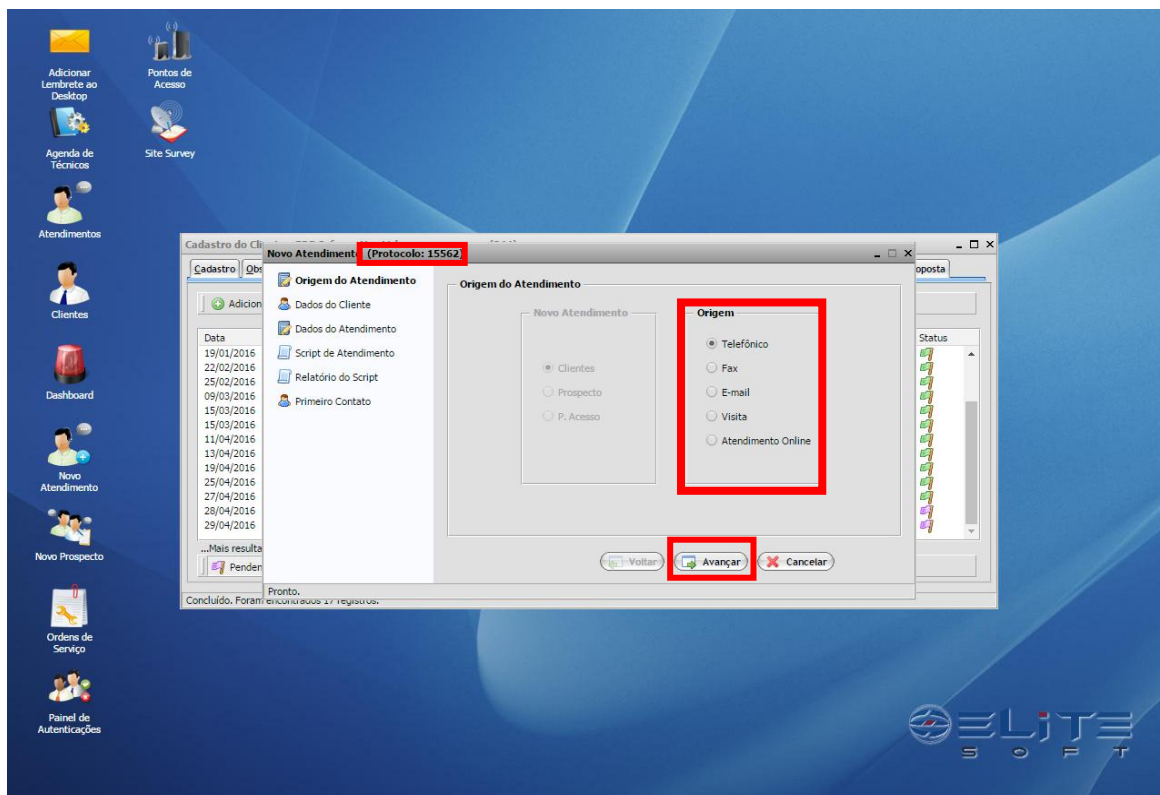 Adicionar
Lembrete ao
Desktop
Pontos de
Acesso
Agenda de
Técnicos
Site Survey
Atendimentos
Clientes
Dashboard
Novo
Atendimento
Novo Prospecto
Ordens de
Serviço
Painel de
Autenticações
Cadastro do Cli
Novo Atendimento (Protocolo: 15562)
Cadastro
Obs
oposta
Adicion
Data
Status
19/01/2016
22/02/2016
25/02/2016
09/03/2016
15/03/2016
15/03/2016
11/04/2016
13/04/2016
19/04/2016
25/04/2016
27/04/2016
28/04/2016
29/04/2016
...Mais resulta
Penden
Concluído. Foram encontrados 17 registros.
Origem do Atendimento
Dados do Cliente
Dados do Atendimento
Script de Atendimento
Relatório do Script
Primeiro Contato
Origem do Atendimento
Novo Atendimento
Clientes
Prospecto
P. Acesso
Origem
Telefônico
Fax
E-mail
Visita
Atendimento Online
Voltar
Avançar
Cancelar
Pronto.
ELITE
SOFT